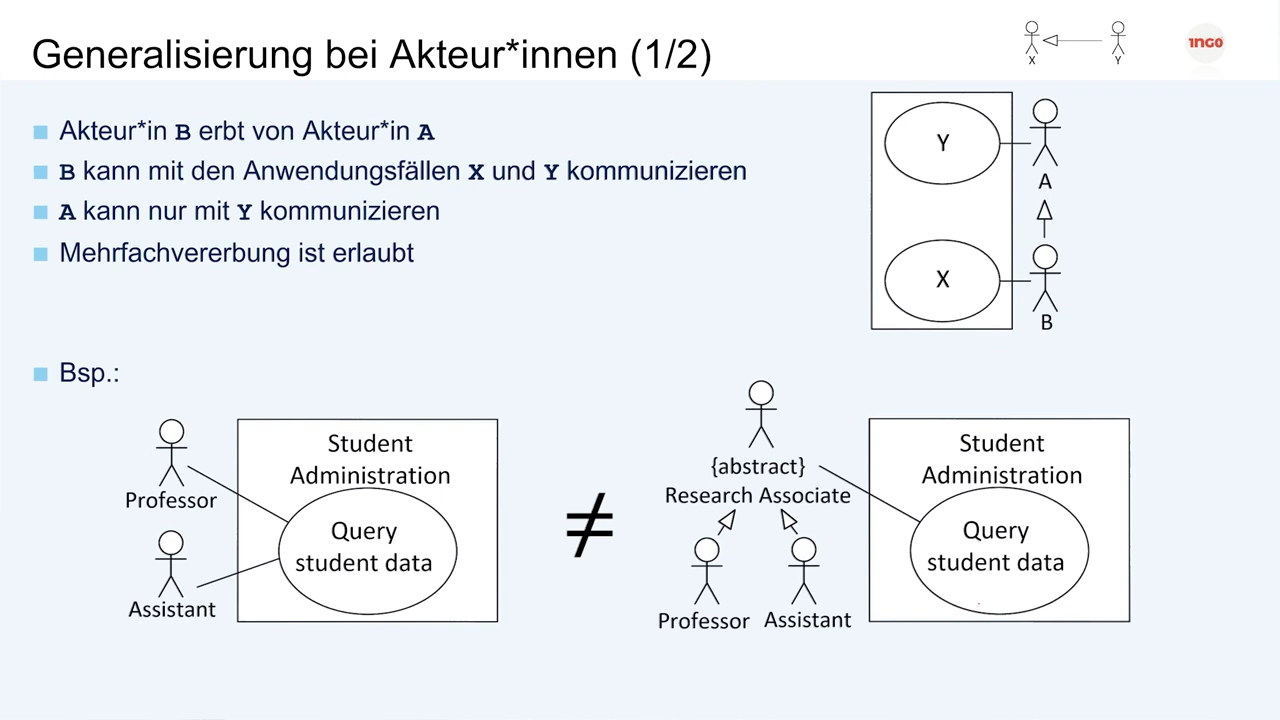 Generalisierung bei Akteur*innen (1/2)
X
Y
1NGO
Akteur*in B erbt von Akteur*in A
B kann mit den Anwendungsfällen X und Y kommunizieren
A kann nur mit Y kommunizieren
Mehrfachvererbung ist erlaubt
Y
A
X
B
Bsp.:
Professor
Assistant
Student
Administration
Query
student data
≠
{abstract}
Research Associate
Professor
Assistant
Student
Administration
Query
student data